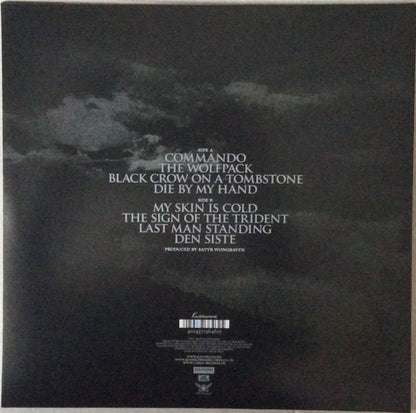 SIDE A
COMMANDO
THE WOLFPACK
BLACK CROW ON A TOMBSTONE
DIE BY MY HAND
SIDE B
MY SKIN IS COLD
THE SIGN OF THE TRIDENT
LAST MAN STANDING
DEN SISTE
PRODUCED BY SATYR WONGRAVEN